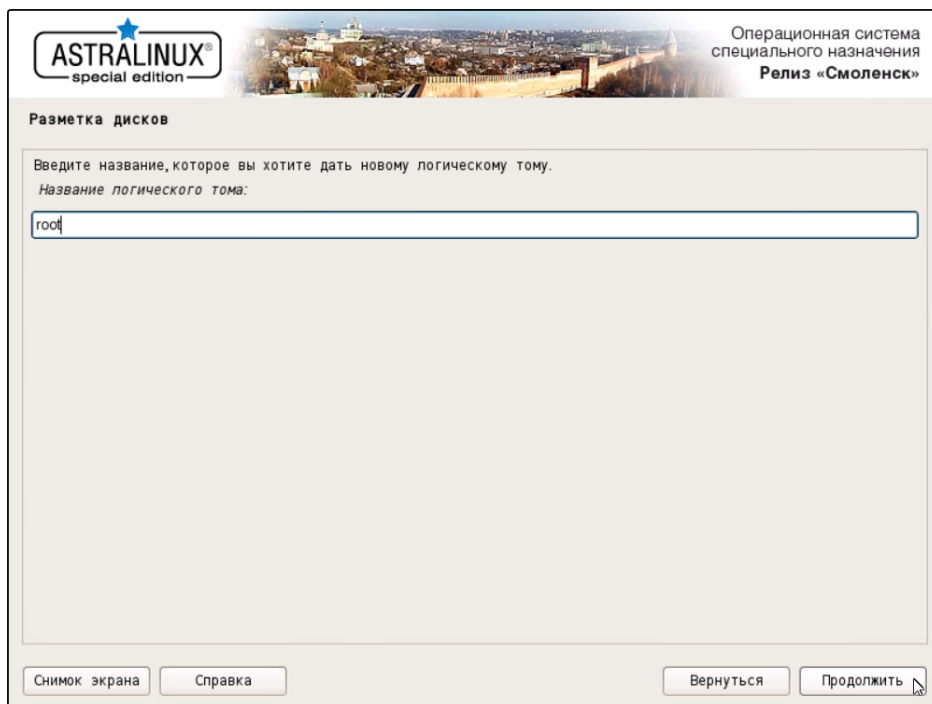 ASTRALINUX®
special edition
Операционная система
специального назначения
Релиз «Смоленск»
Разметка дисков
Введите название, которое вы хотите дать новому логическому тому.
Название логического тома:
root
Снимок экрана
Справка
Вернуться
Продолжить